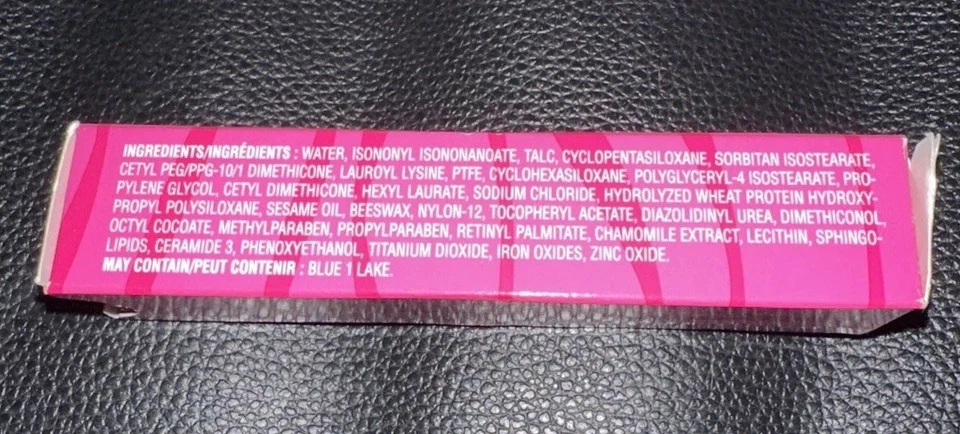 INGREDIENTS/INGRÉDIENTS : WATER, ISONONYL ISONONANOATE, TALC, CYCLOPENTASILOXANE, SORBITAN ISOSTEARATE,
CETYL PEG/PPG-10/1 DIMETHICONE, LAUROYL LYSINE, PTFE, CYCLOHEXASILOXANE, POLYGLYCERYL-4 ISOSTEARATE, PRO-
PYLENE GLYCOL, CETYL DIMETHICONE, HEXYL LAURATE, SODIUM CHLORIDE, HYDROLYZED WHEAT PROTEIN HYDROXY-
PROPYL POLYSILOXANE, SESAME OIL, BEESWAX, NYLON-12, TOCOPHERYL ACETATE, DIAZOLIDINYL UREA, DIMETHICONOL,
OCTYL COCOATE, METHYLPARABEN, PROPYLPARABEN, RETINYL PALMITATE, CHAMOMILE EXTRACT, LECITHIN, SPHINGO-
LIPIDS, CERAMIDE 3, PHENOXYETHANOL, TITANIUM DIOXIDE, IRON OXIDES, ZINC OXIDE.
MAY CONTAIN/PEUT CONTENIR : BLUE 1 LAKE.